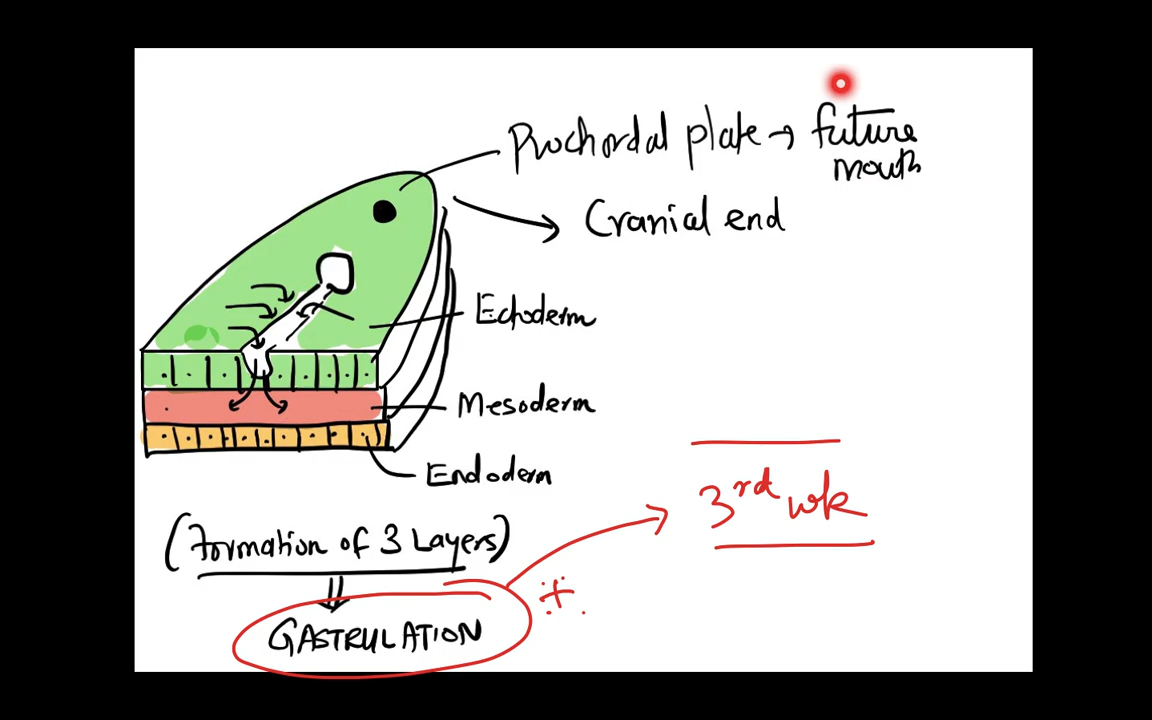 Prochordal plate → future
mouth
Cranial end
Ectoderm
Mesoderm
Endoderm
3rd wk
(Formation of 3 Layers)
GASTRULATION